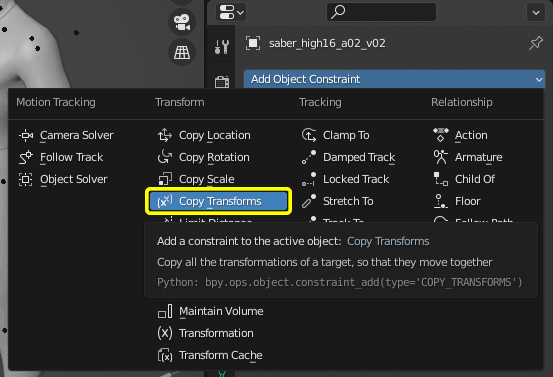 saber_high16_a02_v02
Add Object Constraint
Motion Tracking
Camera Solver
Follow Track
Object Solver
Transform
Copy Location
Copy Rotation
Copy Scale
Copy Transforms
Limit Distance
Maintain Volume
Transformation
Transform Cache
Tracking
Clamp To
Damped Track
Locked Track
Stretch To
Track To
Relationship
Action
Armature
Child Of
Floor
Follow Path
Add a constraint to the active object: Copy Transforms
Copy all the transformations of a target, so that they move together
Python: bpy.ops.object.constraint_add(type='COPY_TRANSFORMS')